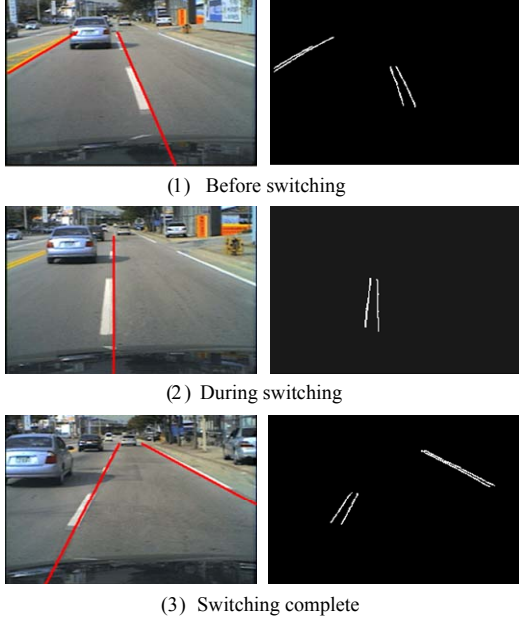 (1) Before switching
(2) During switching
(3) Switching complete